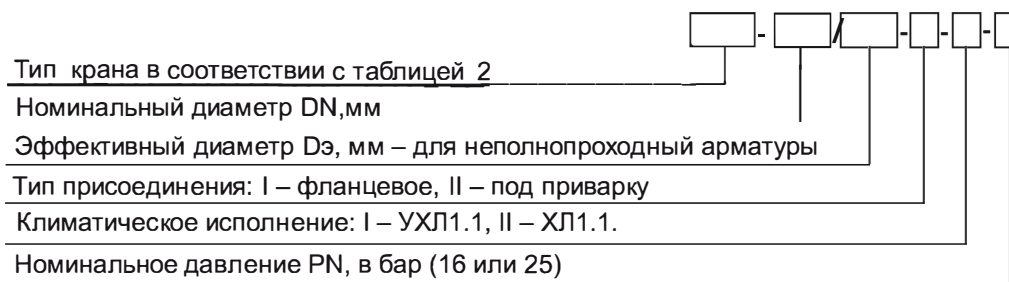 - / - - -
Тип крана в соответствии с таблицей 2
Номинальный диаметр DN,мм
Эффективный диаметр Dэ, мм – для неполнопроходный арматуры
Тип присоединения: I – фланцевое, II – под приварку
Климатическое исполнение: I – УХЛ1.1, II – ХЛ1.1.
Номинальное давление PN, в бар (16 или 25)